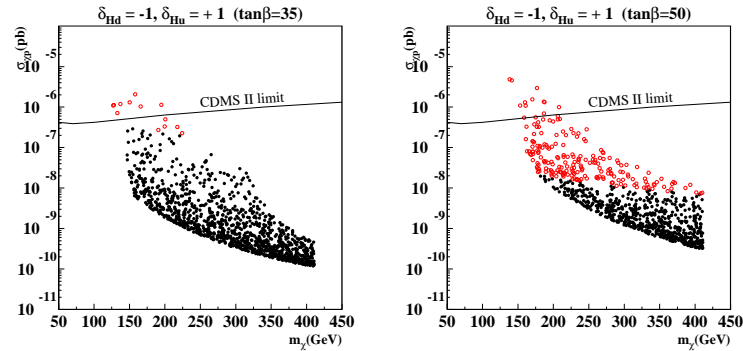 δHd = -1, δHu = + 1 (tanβ=35)
σχp(pb)
10 -5
10 -6
10 -7
10 -8
10 -9
10 -10
10 -11
CDMS II limit
50 100 150 200 250 300 350 400 450
mχ(GeV)
δHd = -1, δHu = + 1 (tanβ=50)
σχp(pb)
10 -5
10 -6
10 -7
10 -8
10 -9
10 -10
10 -11
CDMS II limit
50 100 150 200 250 300 350 400 450
mχ(GeV)